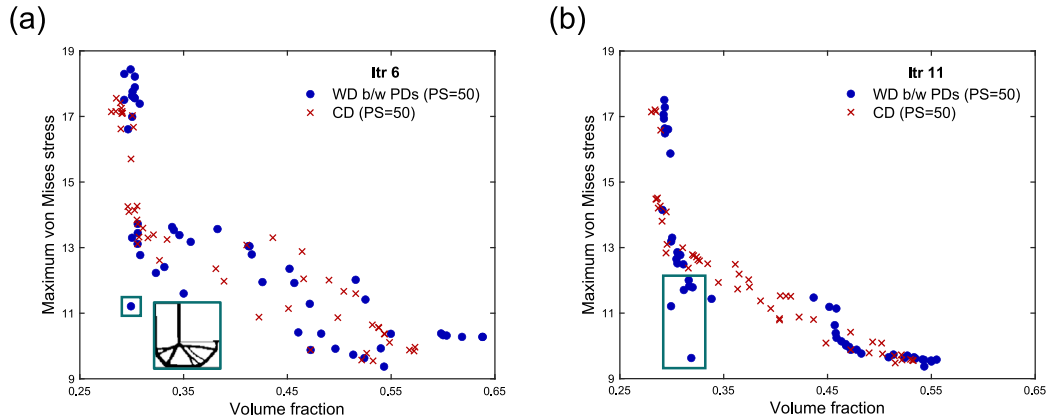 (a)
(b)
Itr 6
WD b/w PDs (PS=50)
CD (PS=50)
Maximum von Mises stress
19
17
15
13
11
9
0,25
0,35
0,45
0,55
0,65
Volume fraction
Itr 11
WD b/w PDs (PS=50)
CD (PS=50)
Maximum von Mises stress
19
17
15
13
11
9
0,25
0,35
0,45
0,55
0,65
Volume fraction